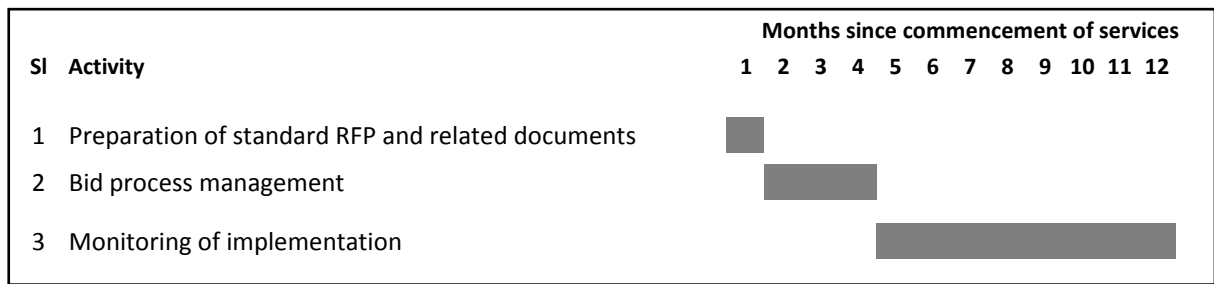 Months since commencement of services
Sl Activity 1 2 3 4 5 6 7 8 9 10 11 12
1 Preparation of standard RFP and related documents
2 Bid process management
3 Monitoring of implementation